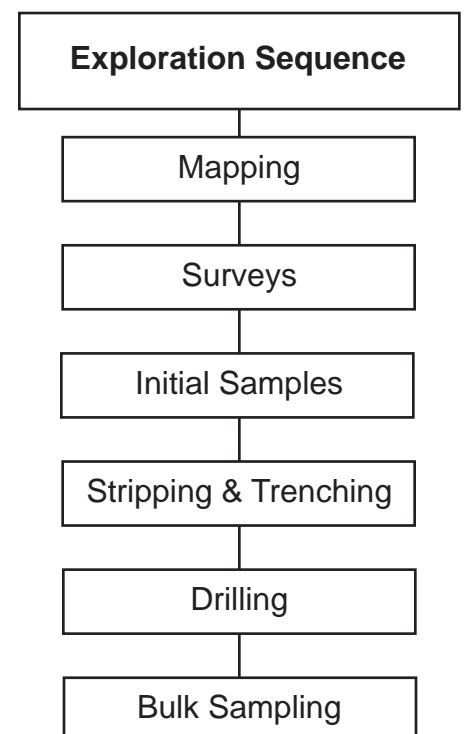 Exploration Sequence
Mapping
Surveys
Initial Samples
Stripping & Trenching
Drilling
Bulk Sampling